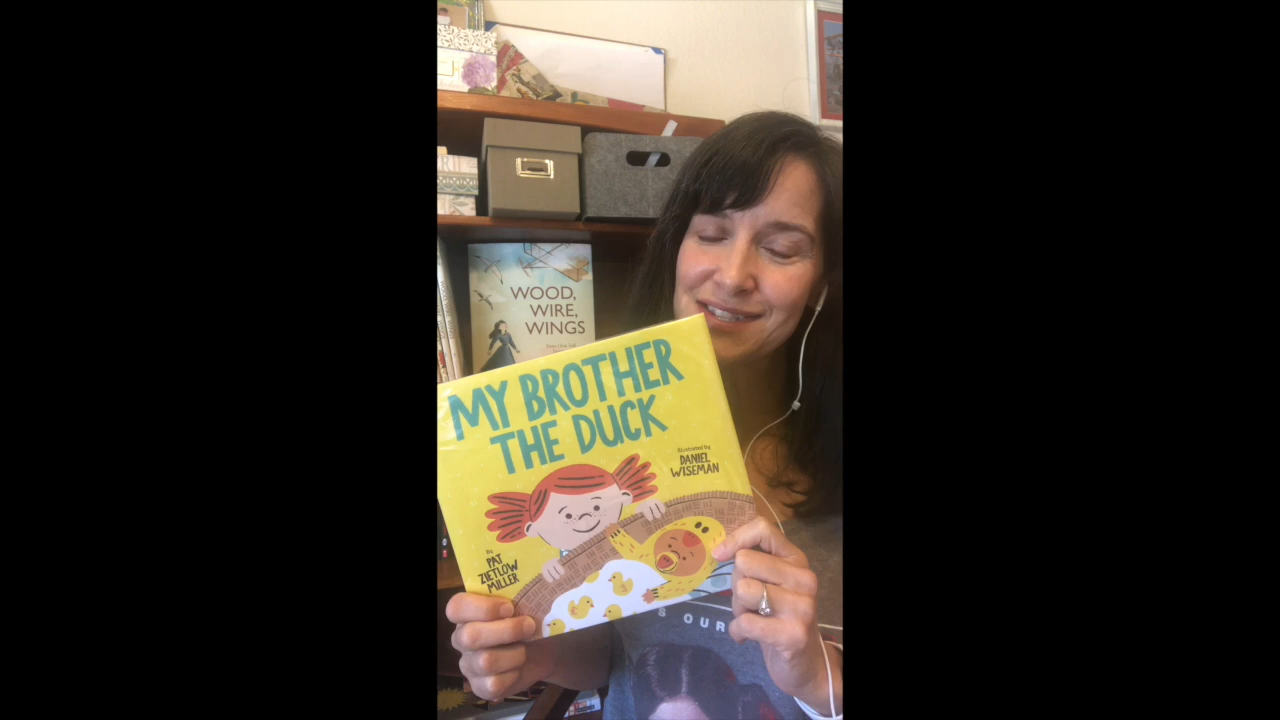 WOOD,
WIRE,
WINGS
MY BROTHER
THE DUCK
Illustrated by
DANIEL
WISEMAN
By
PAT
ZIETLOW
MILLER
S OUR